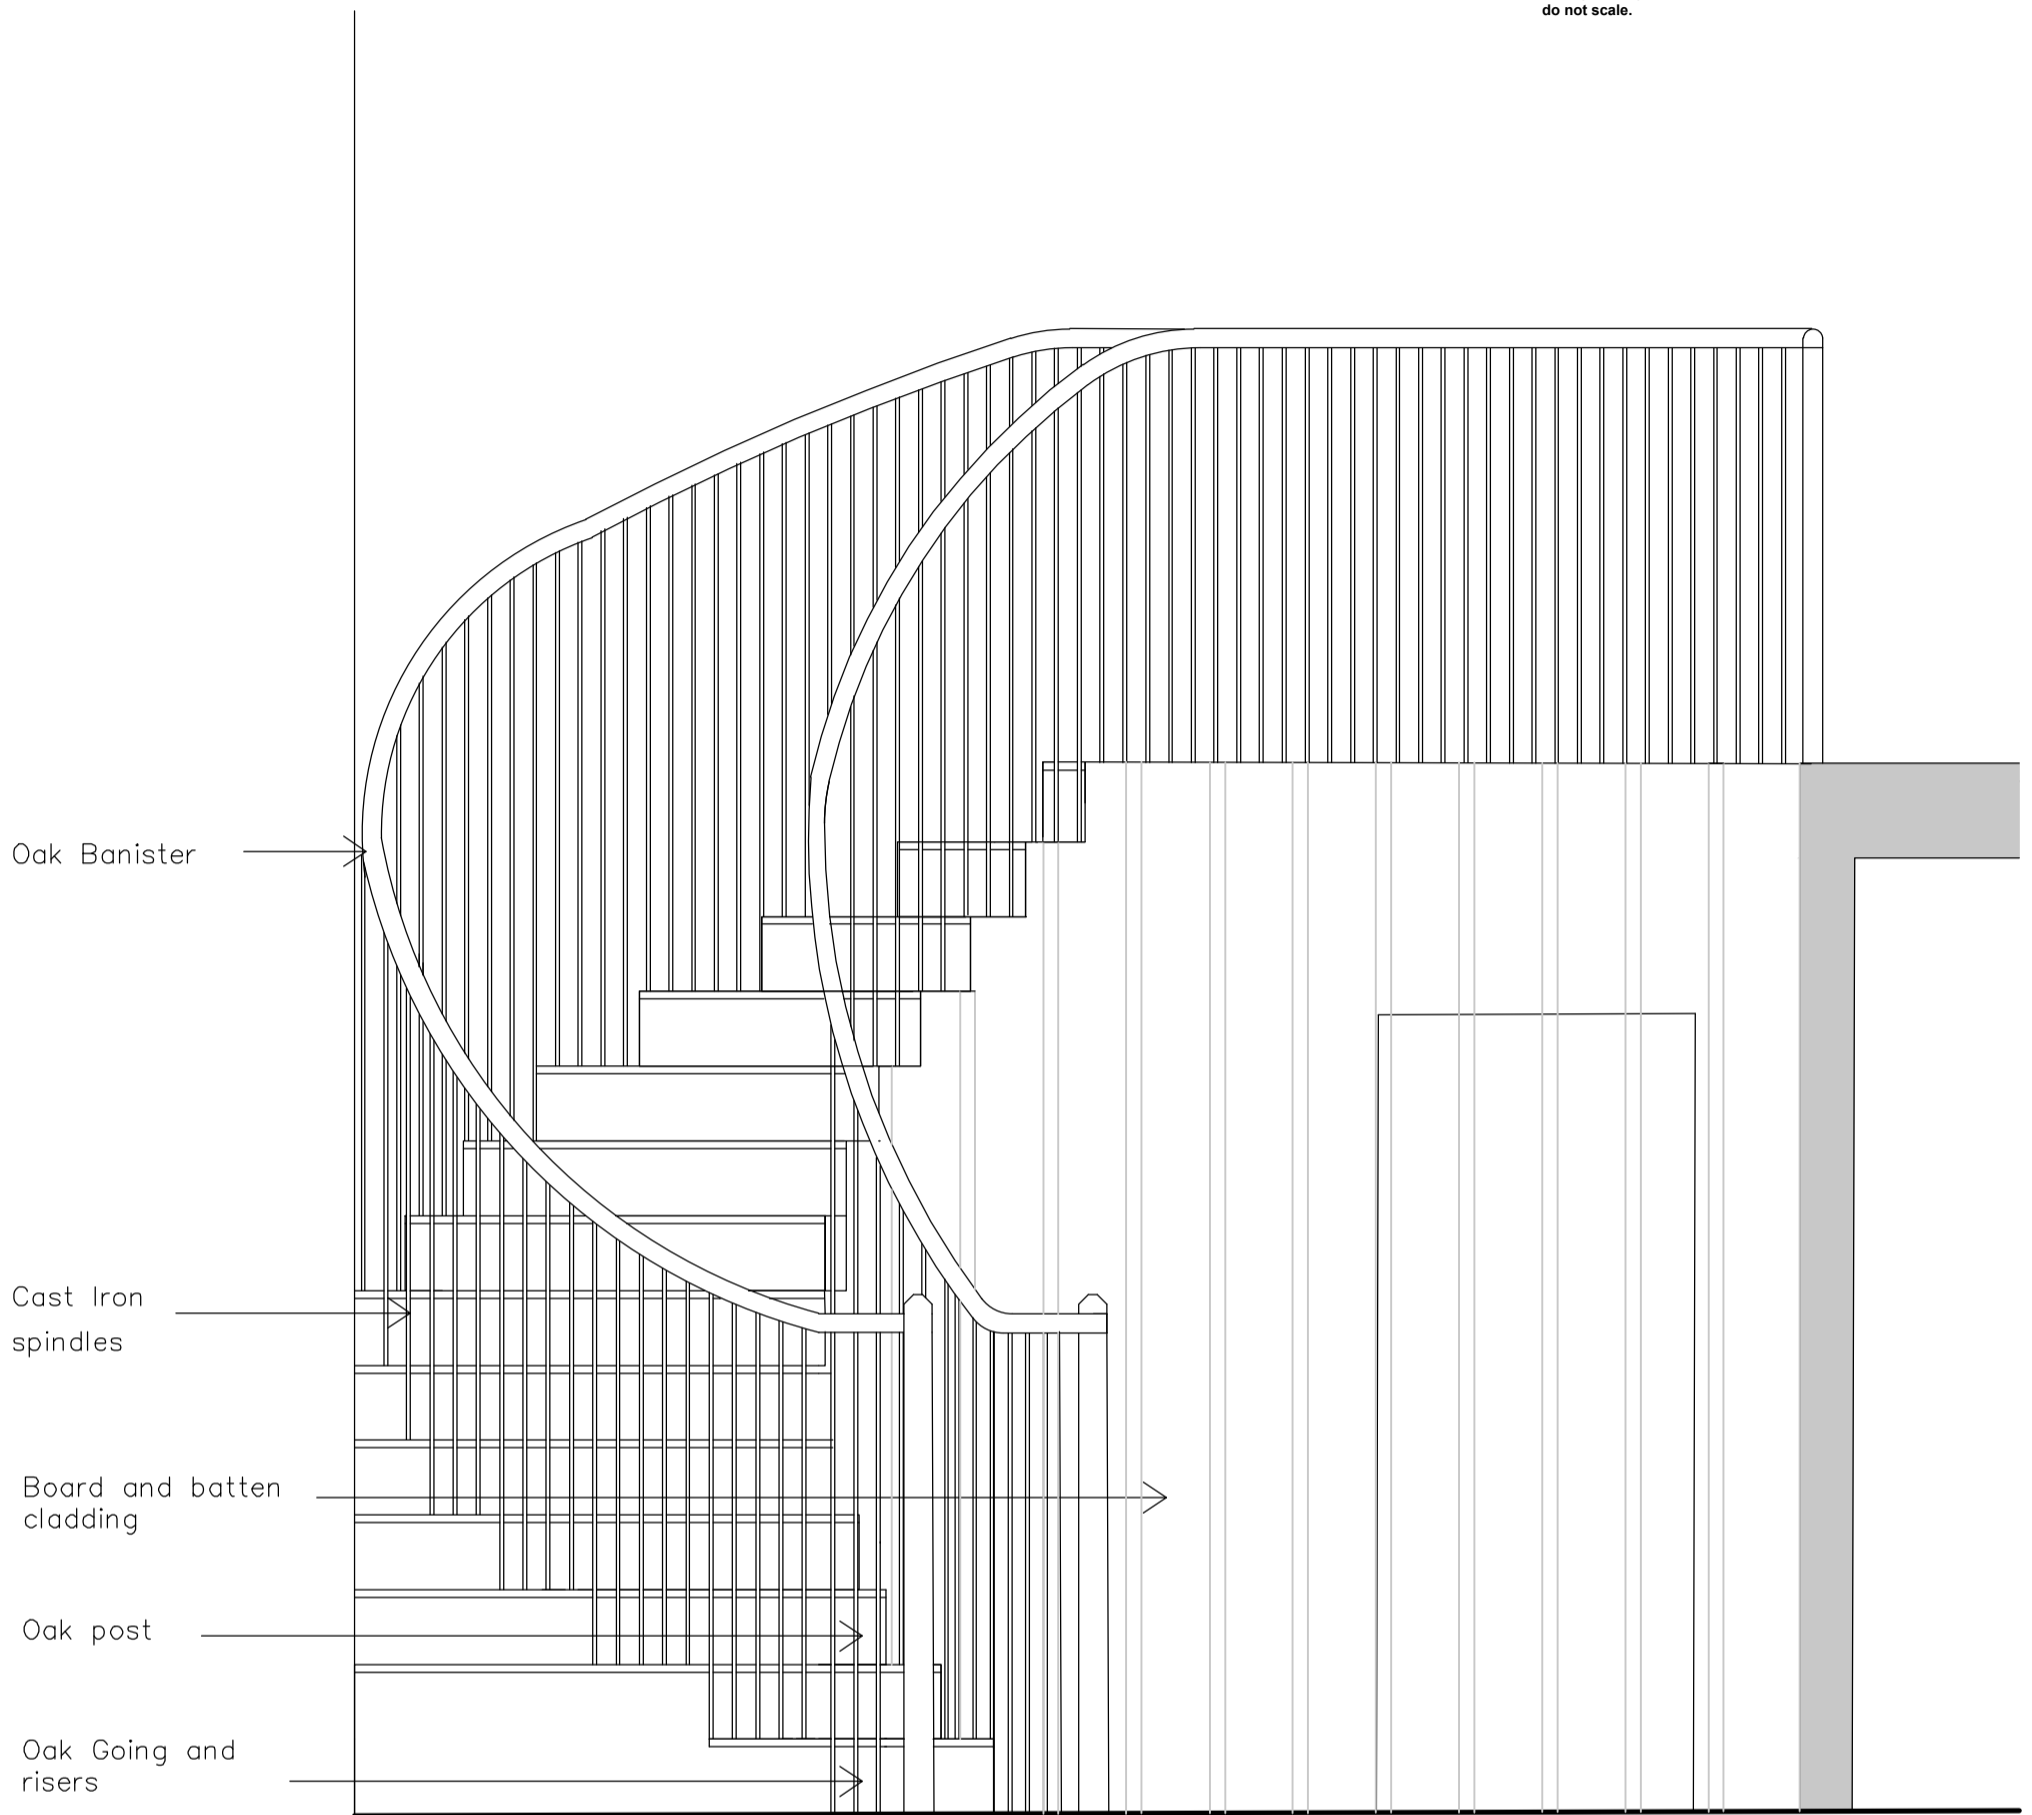 do not scale.
Oak Banister
Cast Iron
spindles
Board and batten
cladding
Oak post
Oak Going and
risers